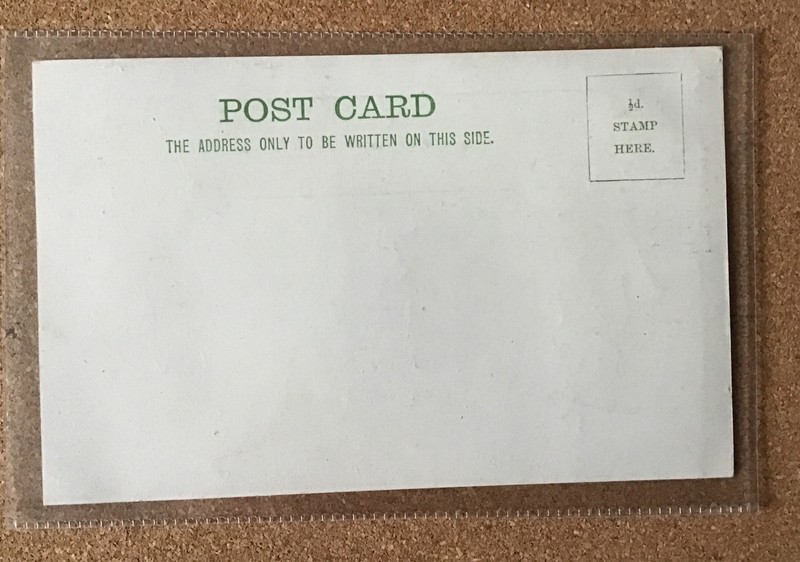 POST CARD
THE ADDRESS ONLY TO BE WRITTEN ON THIS SIDE.
½d.
STAMP
HERE.